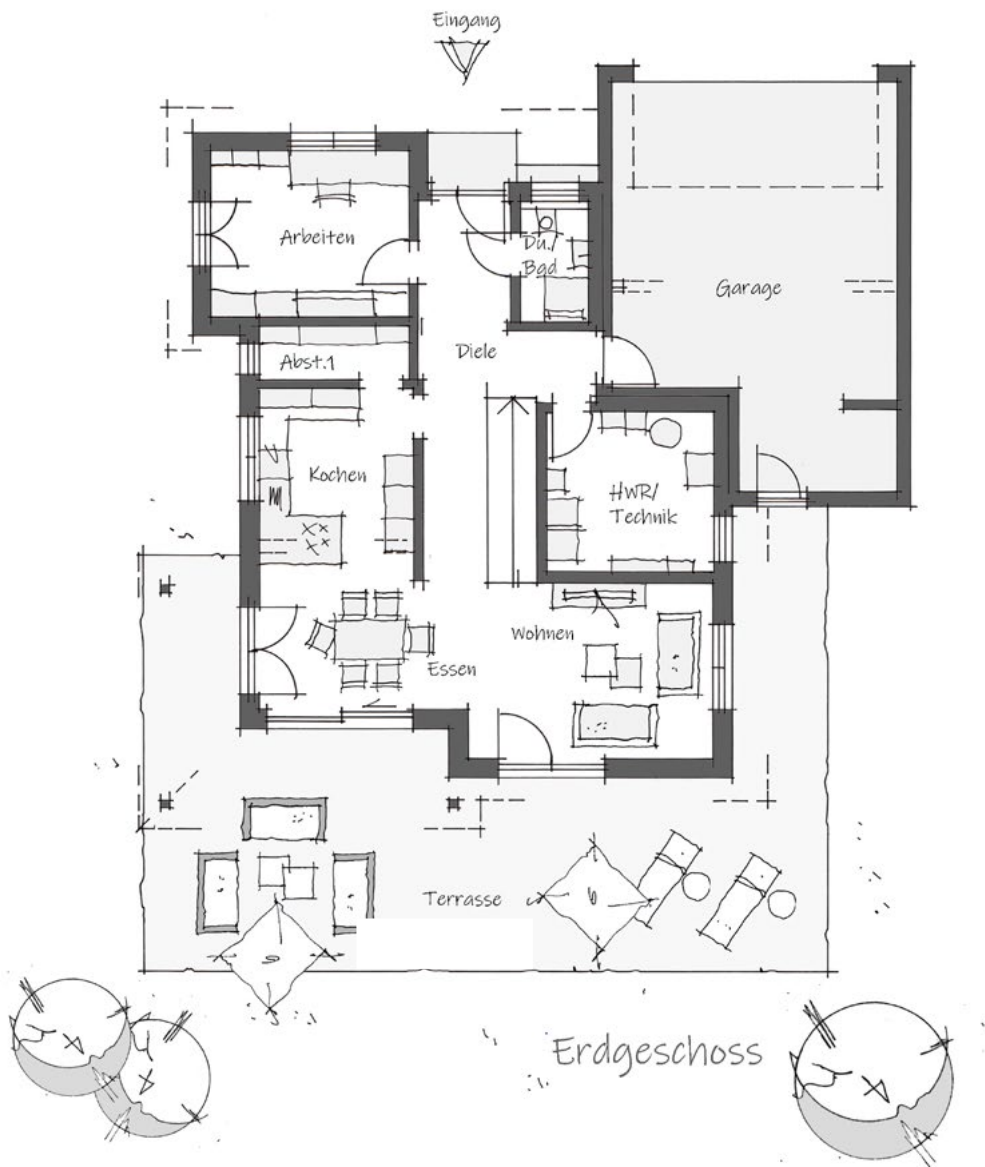 Eingang
Arbeiten
Du./
Bad
Garage
Diele
Abst.1
Kochen
HWR/
Technik
Wohnen
Essen
Terrasse
Erdgeschoss